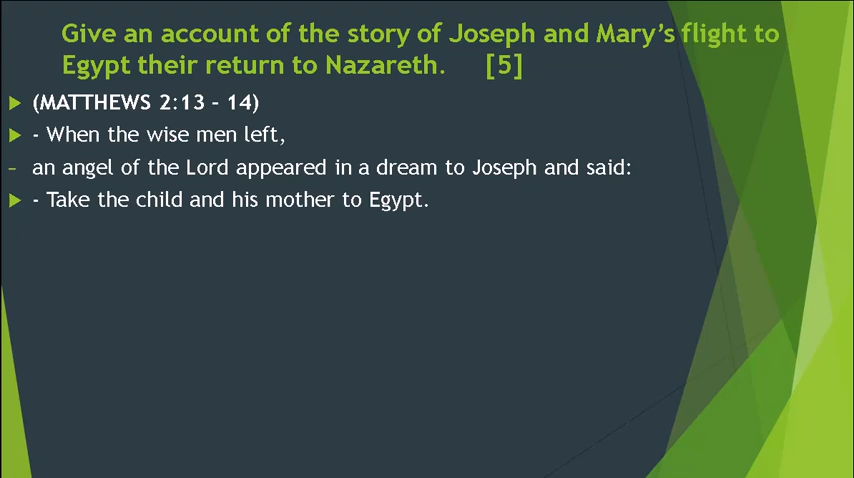 Give an account of the story of Joseph and Mary's flight to
Egypt their return to Nazareth. [5]
(MATTHEWS 2:13 – 14)
- When the wise men left,
– an angel of the Lord appeared in a dream to Joseph and said:
- Take the child and his mother to Egypt.